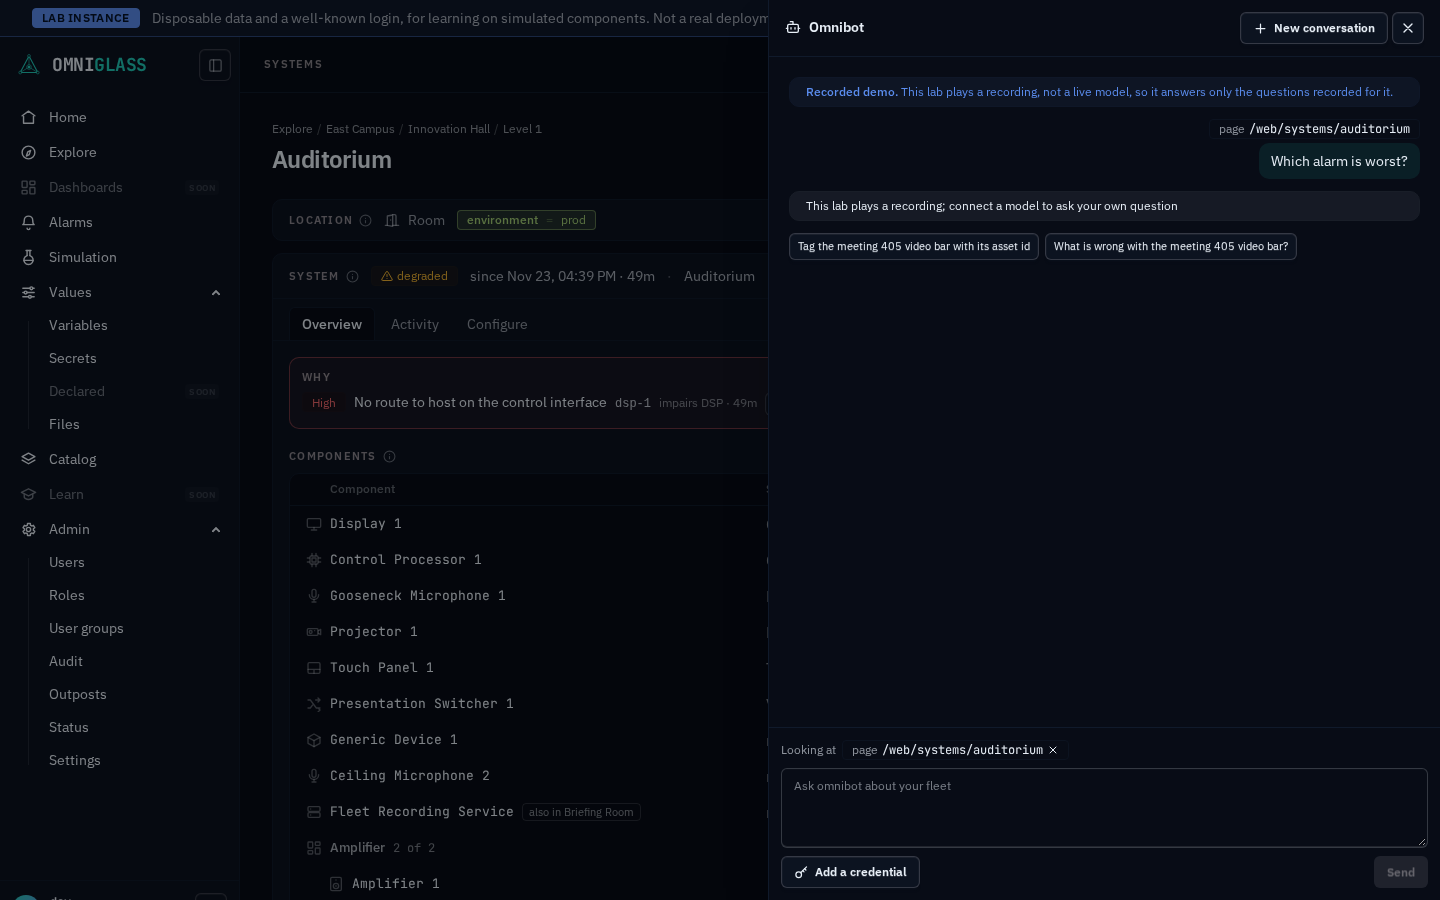 LAB INSTANCE Disposable data and a well-known login, for learning on simulated components. Not a real deploym
OMNIGLASS
Home
Explore
Dashboards SOON
Alarms
Simulation
Values
Variables
Secrets
Declared SOON
Files
Catalog
Learn SOON
Admin
Users
Roles
User groups
Audit
Outposts
Status
Settings
SYSTEMS
Explore / East Campus / Innovation Hall / Level 1
Auditorium
LOCATION Room environment = prod
SYSTEM degraded since Nov 23, 04:39 PM · 49m · Auditorium
Overview Activity Configure
WHY
High No route to host on the control interface dsp-1 impairs DSP · 49m
COMPONENTS
Component
Display 1
Control Processor 1
Gooseneck Microphone 1
Projector 1
Touch Panel 1
Presentation Switcher 1
Generic Device 1
Ceiling Microphone 2
Fleet Recording Service also in Briefing Room
Amplifier 2 of 2
Amplifier 1
Omnibot
New conversation
Recorded demo. This lab plays a recording, not a live model, so it answers only the questions recorded for it.
page /web/systems/auditorium
Which alarm is worst?
This lab plays a recording; connect a model to ask your own question
Tag the meeting 405 video bar with its asset id
What is wrong with the meeting 405 video bar?
Looking at page /web/systems/auditorium
Ask omnibot about your fleet
Add a credential
Send